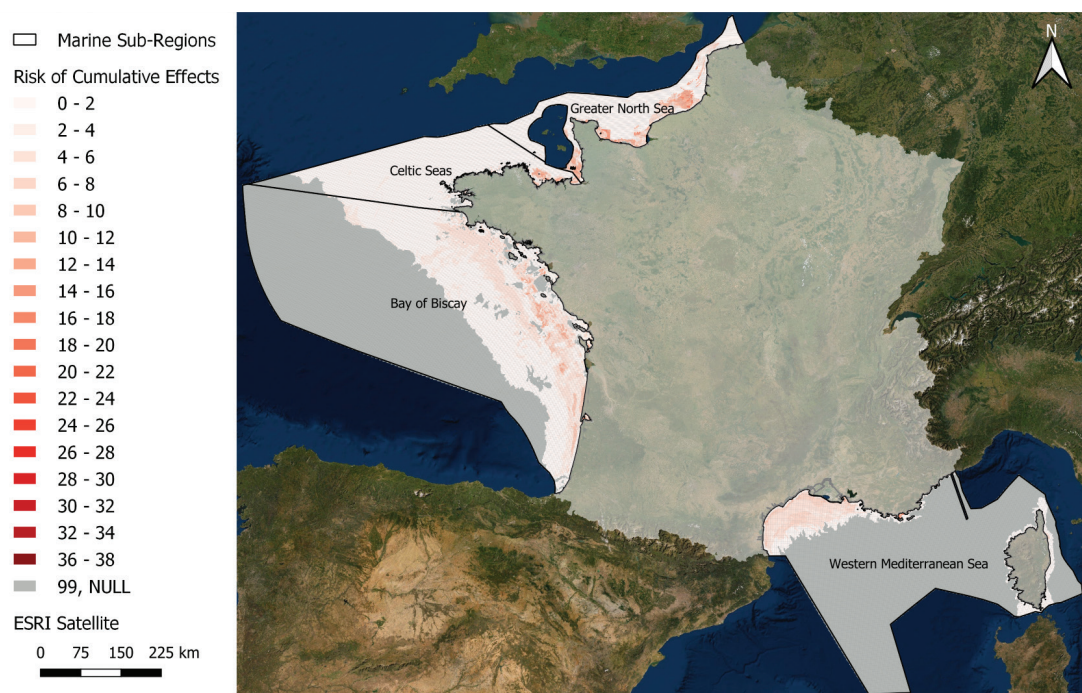 Marine Sub-Regions
Risk of Cumulative Effects
0 - 2
2 - 4
4 - 6
6 - 8
8 - 10
10 - 12
12 - 14
14 - 16
16 - 18
18 - 20
20 - 22
22 - 24
24 - 26
26 - 28
28 - 30
30 - 32
32 - 34
36 - 38
99, NULL
ESRI Satellite
0 75 150 225 km
N
Greater North Sea
Celtic Seas
Bay of Biscay
Western Mediterranean Sea